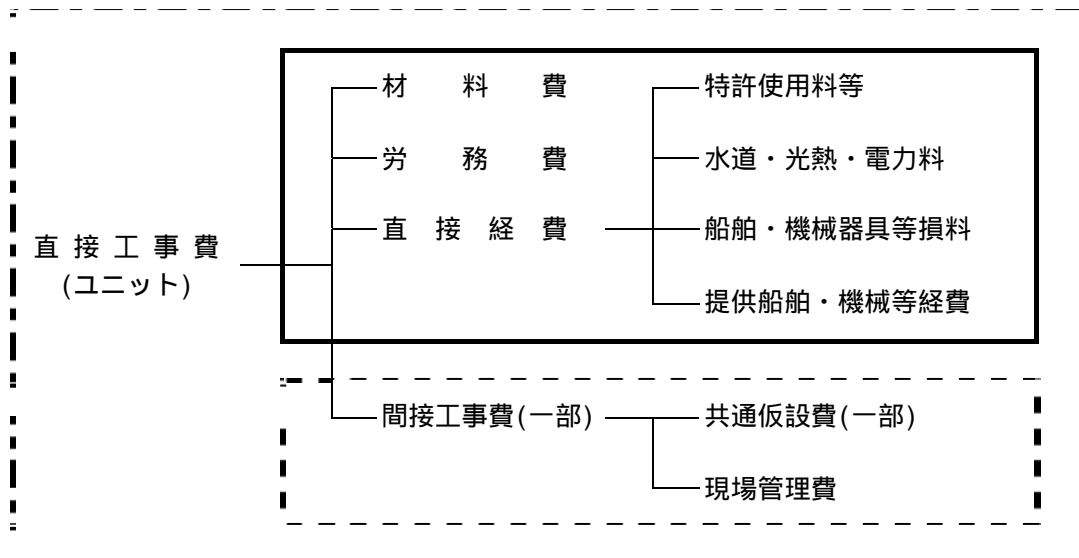 材料費
特許使用料等
労務費
水道・光熱・電力料
直接経費
船舶・機械器具等損料
直接工事費
(ユニット)
提供船舶・機械等経費
間接工事費(一部)
共通仮設費(一部)
現場管理費